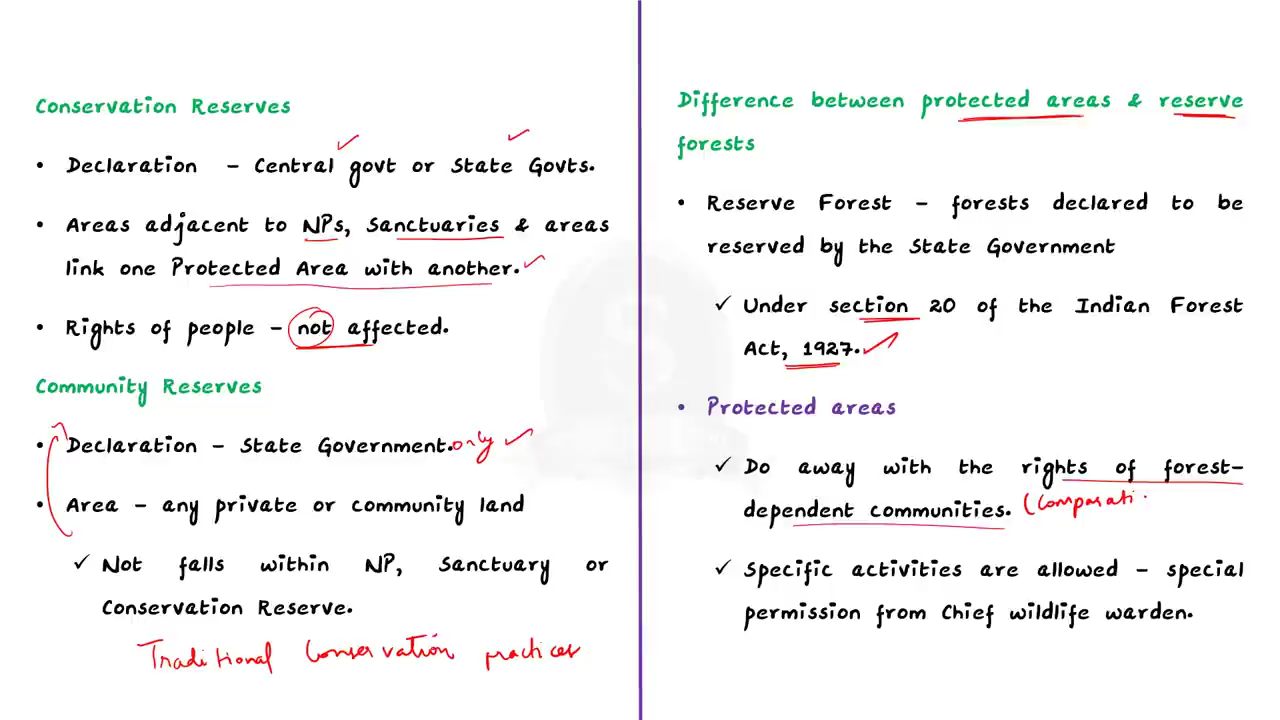 Conservation Reserves
• Declaration – Central govt or State Govts.
• Areas adjacent to NPs, Sanctuaries & areas
link one Protected Area with another.
• Rights of people – not affected.
Community Reserves
• Declaration – State Government. only
• Area – any private or community land
✓ Not falls within NP, Sanctuary or
Conservation Reserve.
Traditional Conservation practices
Difference between protected areas & reserve
forests
• Reserve Forest – forests declared to be
reserved by the State Government
✓ Under section 20 of the Indian Forest
Act, 1927.
• Protected areas
✓ Do away with the rights of forest-
dependent communities. (Comparati
✓ Specific activities are allowed – special
permission from Chief wildlife warden.